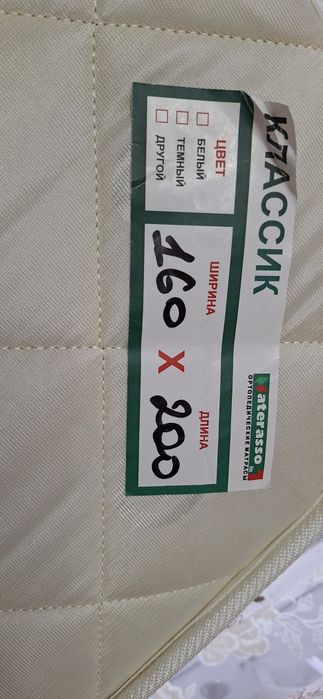 КЛАССИК
Materasso
ОРТОПЕДИЧЕСКИЕ МАТРАСЫ
ЦВЕТ
БЕЛЫЙ
ТЕМНЫЙ
ДРУГОЙ
ШИРИНА
ДЛИНА
160 X 200